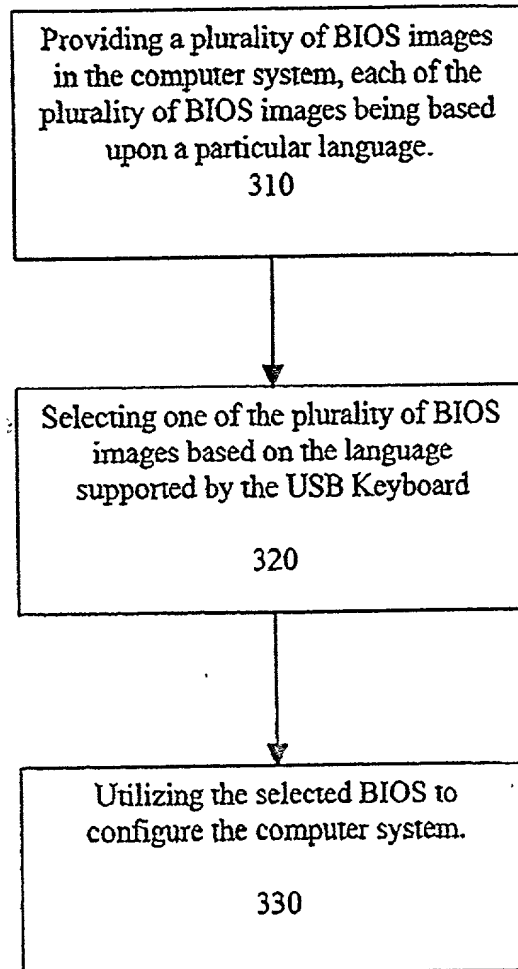 Providing a plurality of BIOS images
in the computer system, each of the
plurality of BIOS images being based
upon a particular language.
310
Selecting one of the plurality of BIOS
images based on the language
supported by the USB Keyboard
320
Utilizing the selected BIOS to
configure the computer system.
330